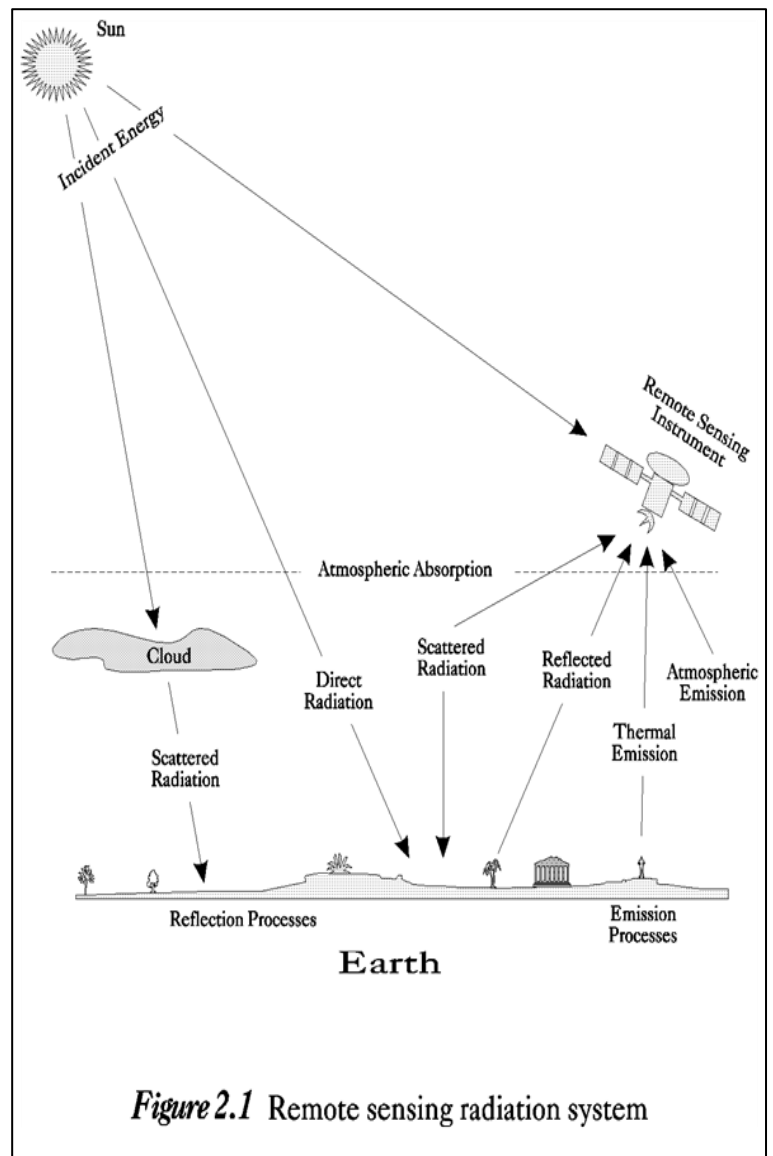 Sun
Incident Energy
Remote Sensing
Instrument
Atmospheric Absorption
Cloud
Scattered
Radiation
Direct
Radiation
Scattered
Radiation
Reflected
Radiation
Atmospheric
Emission
Thermal
Emission
Reflection Processes
Emission
Processes
Earth
Figure 2.1 Remote sensing radiation system